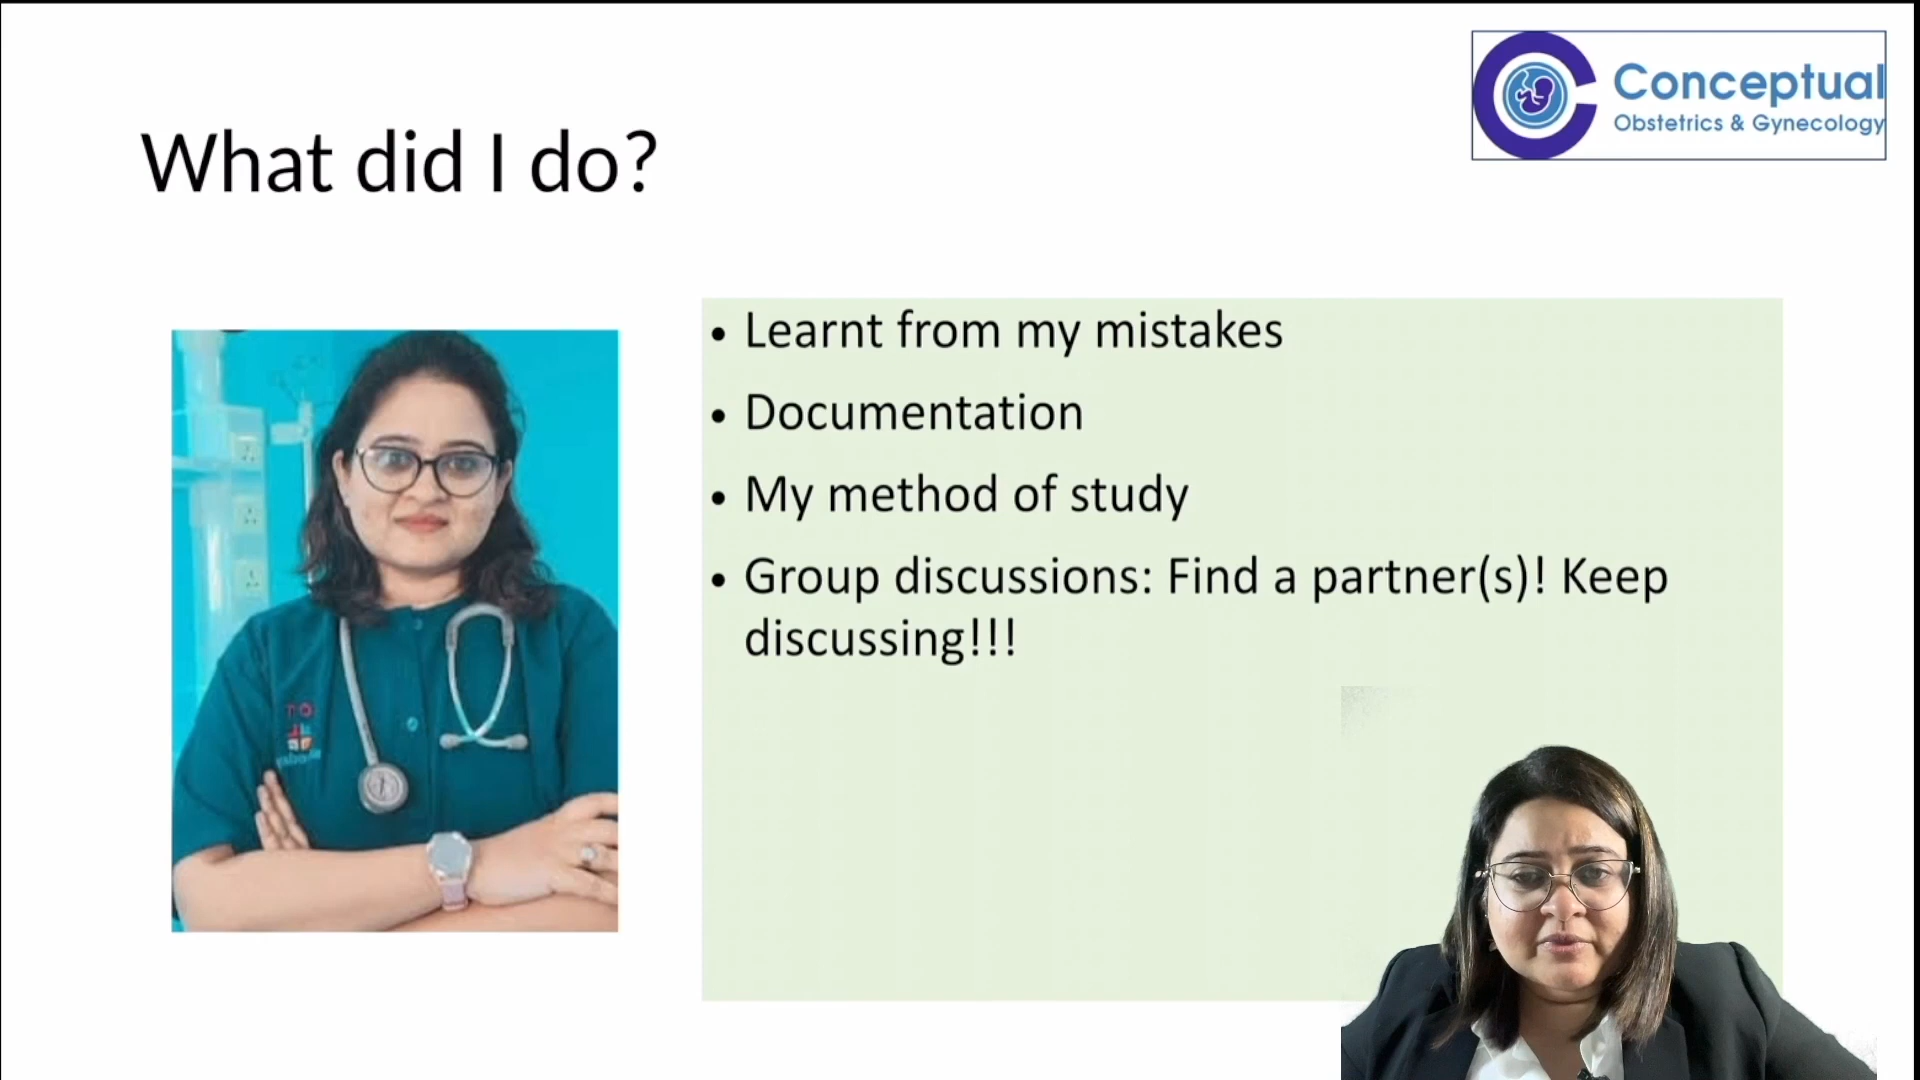 Conceptual
Obstetrics & Gynecology
What did I do?
• Learnt from my mistakes
• Documentation
• My method of study
• Group discussions: Find a partner(s)! Keep
discussing!!!